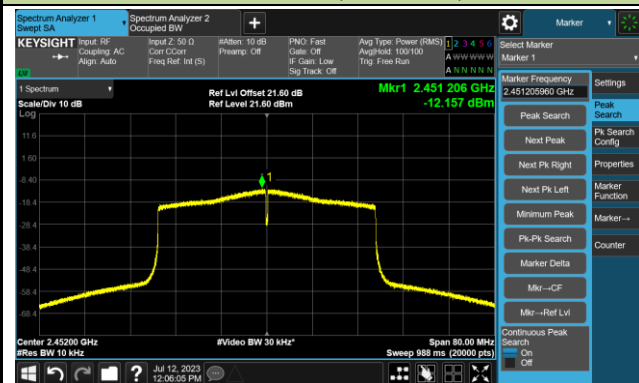 Spectrum Analyzer 1
Swept SA
Spectrum Analyzer 2
Occupied BW
Marker
KEYSIGHT
Input: RF
Coupling: AC
Align: Auto
Input Z: 50 Ω
Corr CCorr
Freq Ref: Int (S)
#Atten: 10 dB
Preamp: Off
PNO: Fast
Gate: Off
IF Gain: Low
Sig Track: Off
Avg Type: Power (RMS)
Avg|Hold: 100/100
Trig: Free Run
1 2 3 4 5 6
A W W W W W
A N N N N N
Select Marker
Marker 1
1 Spectrum
Scale/Div 10 dB
Log
Ref Lvl Offset 21.60 dB
Ref Level 21.60 dBm
Mkr1 2.451 206 GHz
-12.157 dBm
11.6
1.60
-8.40
-18.4
-28.4
-38.4
-48.4
-58.4
-68.4
1
Center 2.45200 GHz
#Res BW 10 kHz
#Video BW 30 kHz*
Span 80.00 MHz
Sweep 988 ms (20000 pts)
Marker Frequency
2.451205960 GHz
Peak Search
Next Peak
Next Pk Right
Next Pk Left
Minimum Peak
Pk-Pk Search
Marker Delta
Mkr→CF
Mkr→Ref Lvl
Continuous Peak
Search
On
Off
Settings
Peak
Search
Pk Search
Config
Properties
Marker
Function
Marker→
Counter
?
Jul 12, 2023
12:06:05 PM